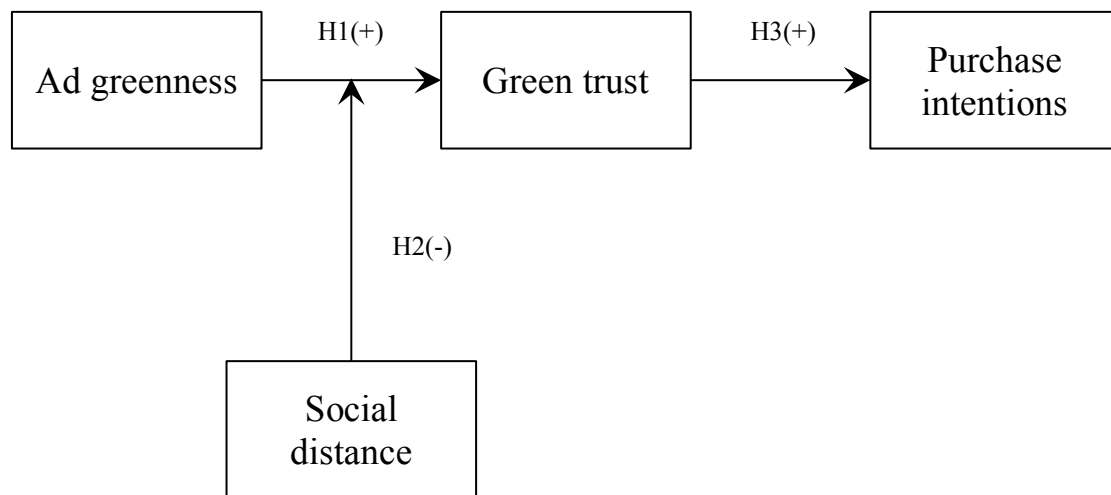 H1(+)
H3(+)
Ad greenness
Green trust
Purchase
intentions
H2(-)
Social
distance